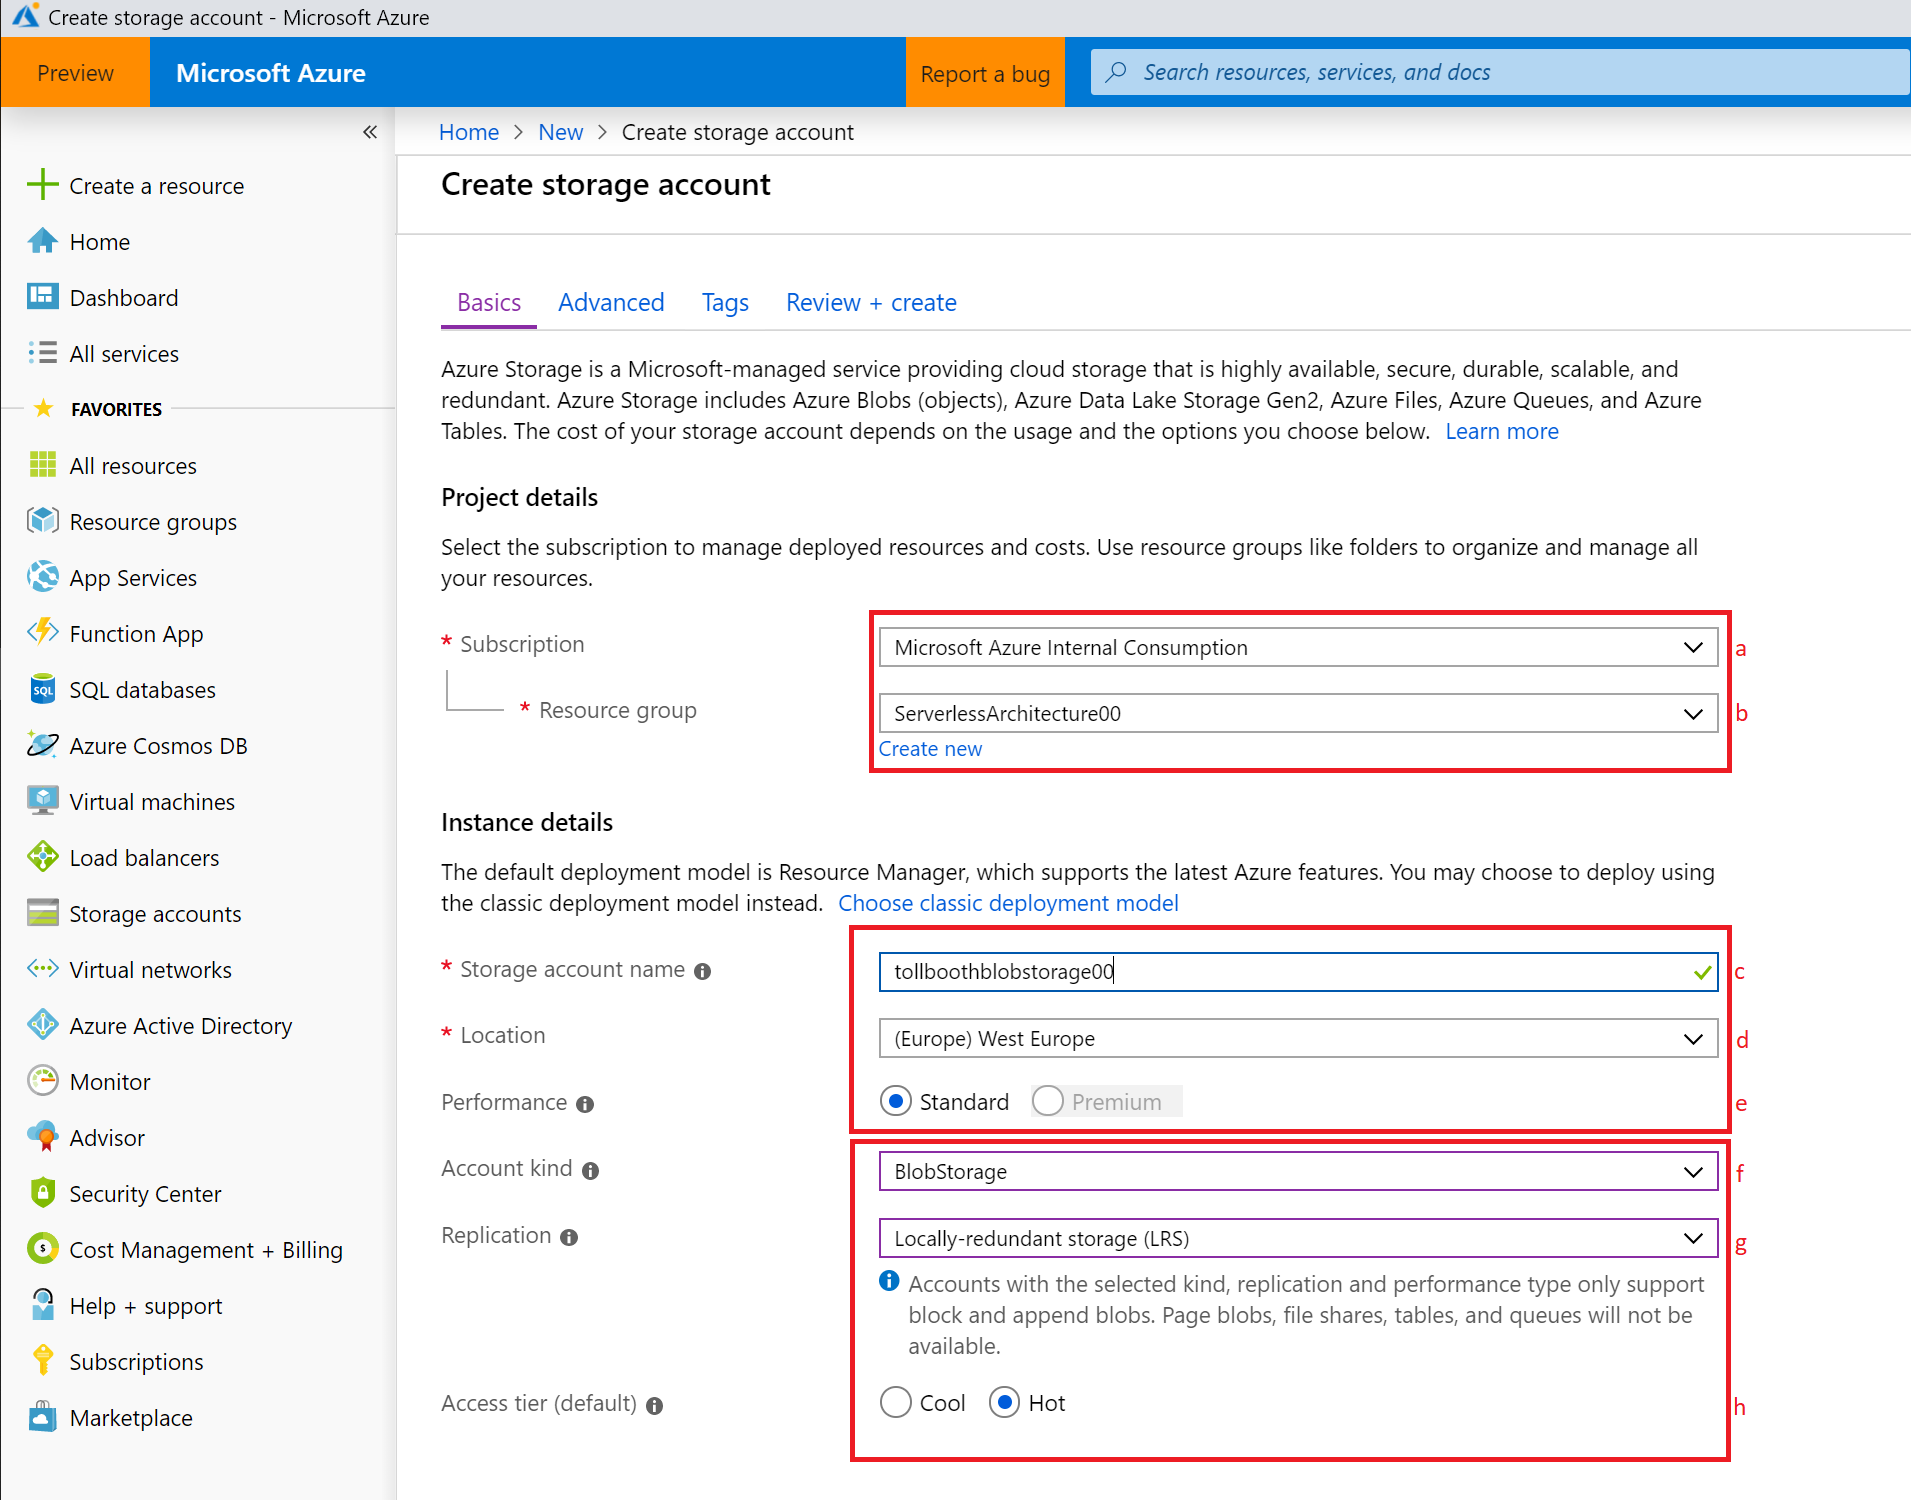 Create storage account - Microsoft Azure
Preview
Microsoft Azure
Report a bug
Search resources, services, and docs
«
Home > New > Create storage account
Create storage account
Create a resource
Home
Dashboard
All services
FAVORITES
All resources
Resource groups
App Services
Function App
SQL databases
Azure Cosmos DB
Virtual machines
Load balancers
Storage accounts
Virtual networks
Azure Active Directory
Monitor
Advisor
Security Center
Cost Management + Billing
Help + support
Subscriptions
Marketplace
Basics
Advanced
Tags
Review + create
Azure Storage is a Microsoft-managed service providing cloud storage that is highly available, secure, durable, scalable, and
redundant. Azure Storage includes Azure Blobs (objects), Azure Data Lake Storage Gen2, Azure Files, Azure Queues, and Azure
Tables. The cost of your storage account depends on the usage and the options you choose below. Learn more
Project details
Select the subscription to manage deployed resources and costs. Use resource groups like folders to organize and manage all
your resources.
* Subscription
Microsoft Azure Internal Consumption
a
* Resource group
ServerlessArchitecture00
b
Create new
Instance details
The default deployment model is Resource Manager, which supports the latest Azure features. You may choose to deploy using
the classic deployment model instead. Choose classic deployment model
* Storage account name
tollboothblobstorage00
c
* Location
(Europe) West Europe
d
Performance
Standard
Premium
e
Account kind
BlobStorage
f
Replication
Locally-redundant storage (LRS)
g
Accounts with the selected kind, replication and performance type only support
block and append blobs. Page blobs, file shares, tables, and queues will not be
available.
Access tier (default)
Cool
Hot
h